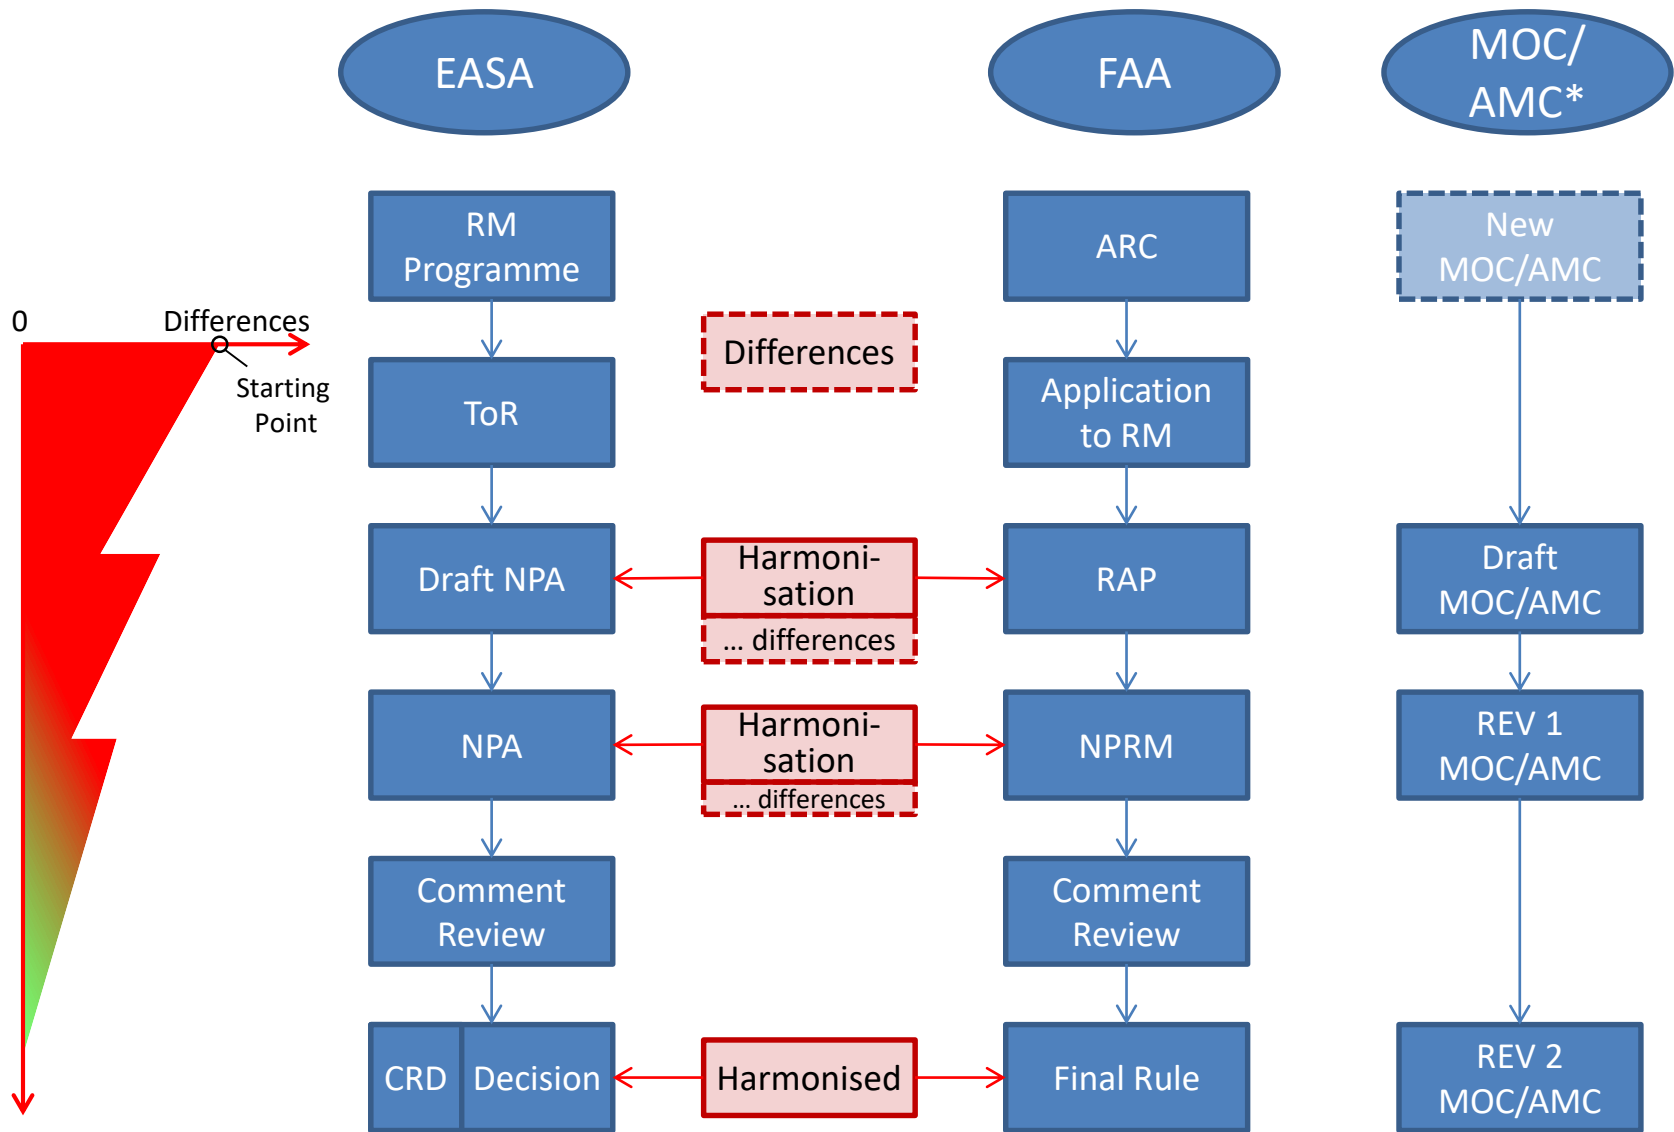 EASA
FAA
MOC/
AMC*
RM
Programme
ARC
New
MOC/AMC
0
Differences
Starting
Point
Differences
ToR
Application
to RM
Draft NPA
Harmoni-
sation
... differences
RAP
Draft
MOC/AMC
NPA
Harmoni-
sation
... differences
NPRM
REV 1
MOC/AMC
Comment
Review
Comment
Review
CRD
Decision
Harmonised
Final Rule
REV 2
MOC/AMC